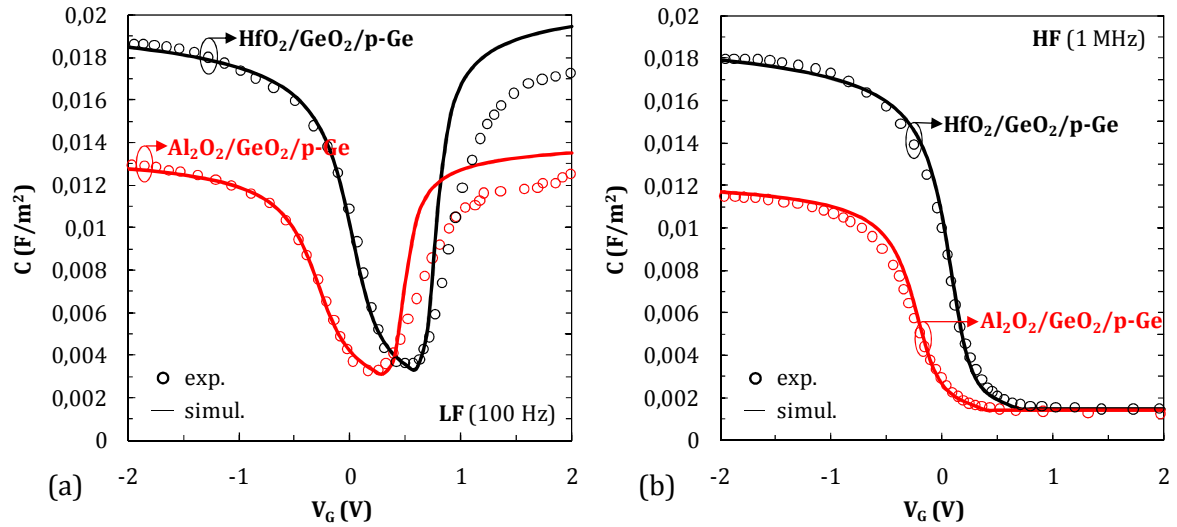 0,02
0,018
0,016
0,014
0,012
0,01
0,008
0,006
0,004
0,002
0
C (F/m²)
HfO₂/GeO₂/p-Ge
Al₂O₂/GeO₂/p-Ge
exp.
simul.
LF (100 Hz)
-2
-1
0
1
2
(a)
V_G (V)
0,02
0,018
0,016
0,014
0,012
0,01
0,008
0,006
0,004
0,002
0
C (F/m²)
HF (1 MHz)
HfO₂/GeO₂/p-Ge
Al₂O₂/GeO₂/p-Ge
exp.
simul.
-2
-1
0
1
2
(b)
V_G (V)